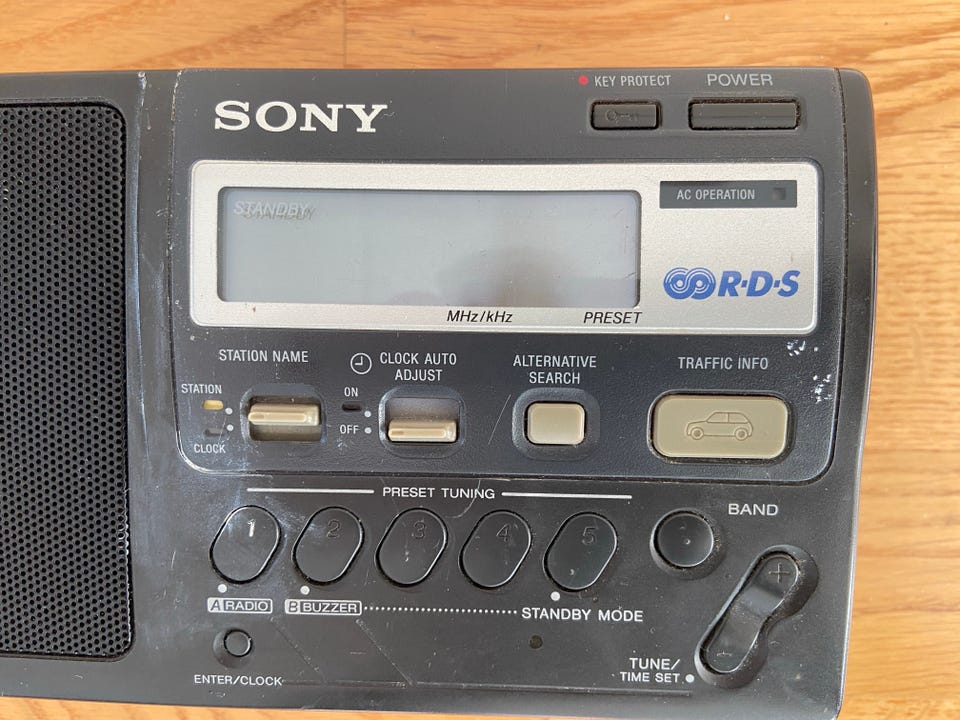 SONY
KEY PROTECT
POWER
STANDBY
AC OPERATION
R·D·S
MHz/kHz
PRESET
STATION NAME
CLOCK AUTO
ADJUST
ALTERNATIVE
SEARCH
TRAFFIC INFO
STATION
CLOCK
ON
OFF
PRESET TUNING
BAND
1
2
3
4
5
+
−
A RADIO
B BUZZER
STANDBY MODE
ENTER/CLOCK
TUNE/
TIME SET